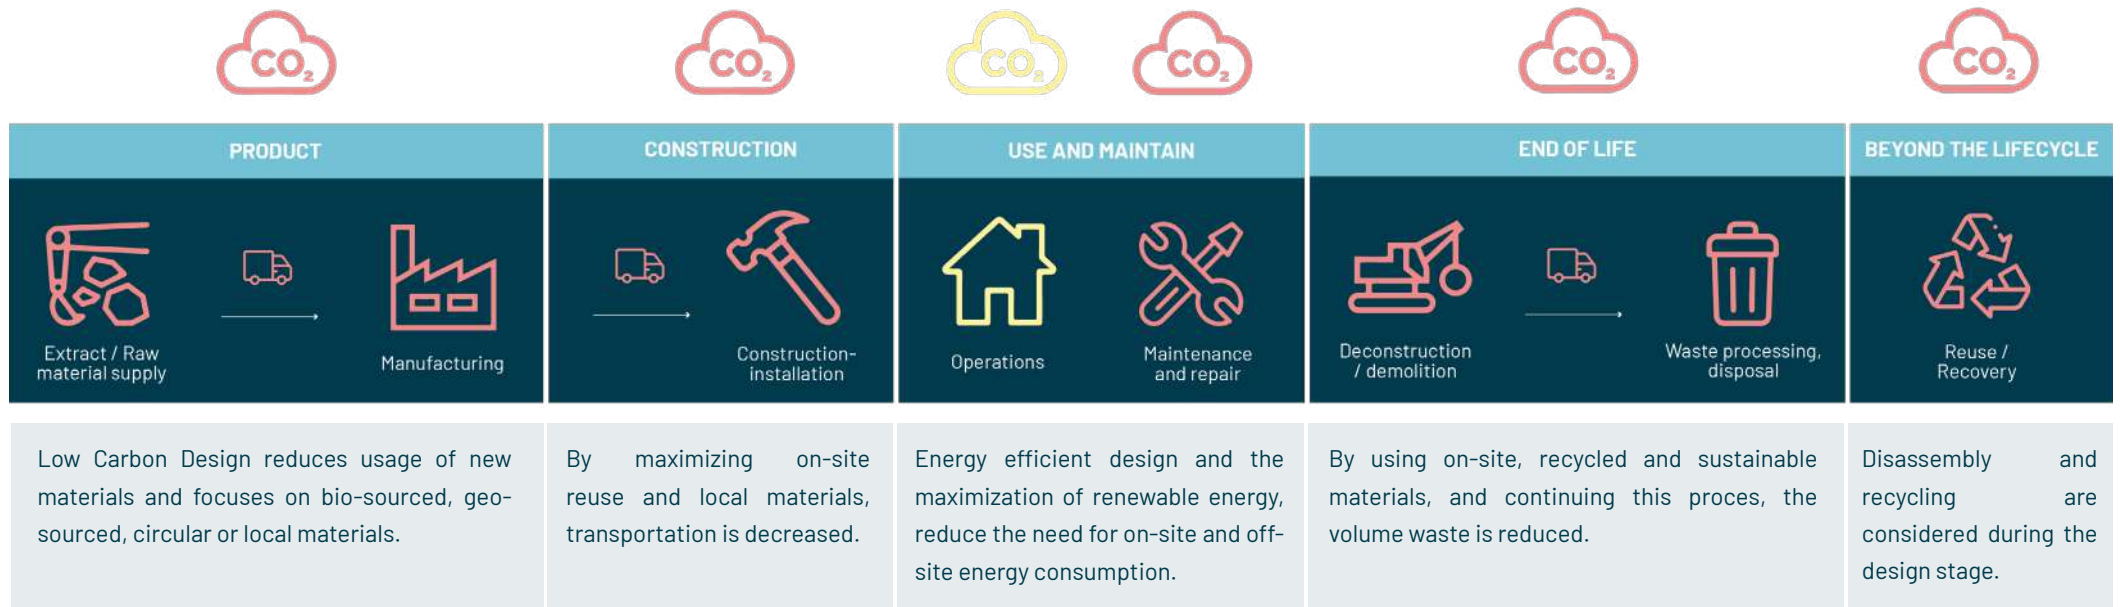 CO₂
CO₂
CO₂
CO₂
CO₂
CO₂
PRODUCT
Extract / Raw
material supply
Manufacturing
Low Carbon Design reduces usage of new
materials and focuses on bio-sourced, geo-
sourced, circular or local materials.
CONSTRUCTION
Construction-
installation
By maximizing on-site
reuse and local materials,
transportation is decreased.
USE AND MAINTAIN
Operations
Maintenance
and repair
Energy efficient design and the
maximization of renewable energy,
reduce the need for on-site and off-
site energy consumption.
END OF LIFE
Deconstruction
/ demolition
Waste processing,
disposal
By using on-site, recycled and sustainable
materials, and continuing this proces, the
volume waste is reduced.
BEYOND THE LIFECYCLE
Reuse /
Recovery
Disassembly and
recycling are
considered during the
design stage.